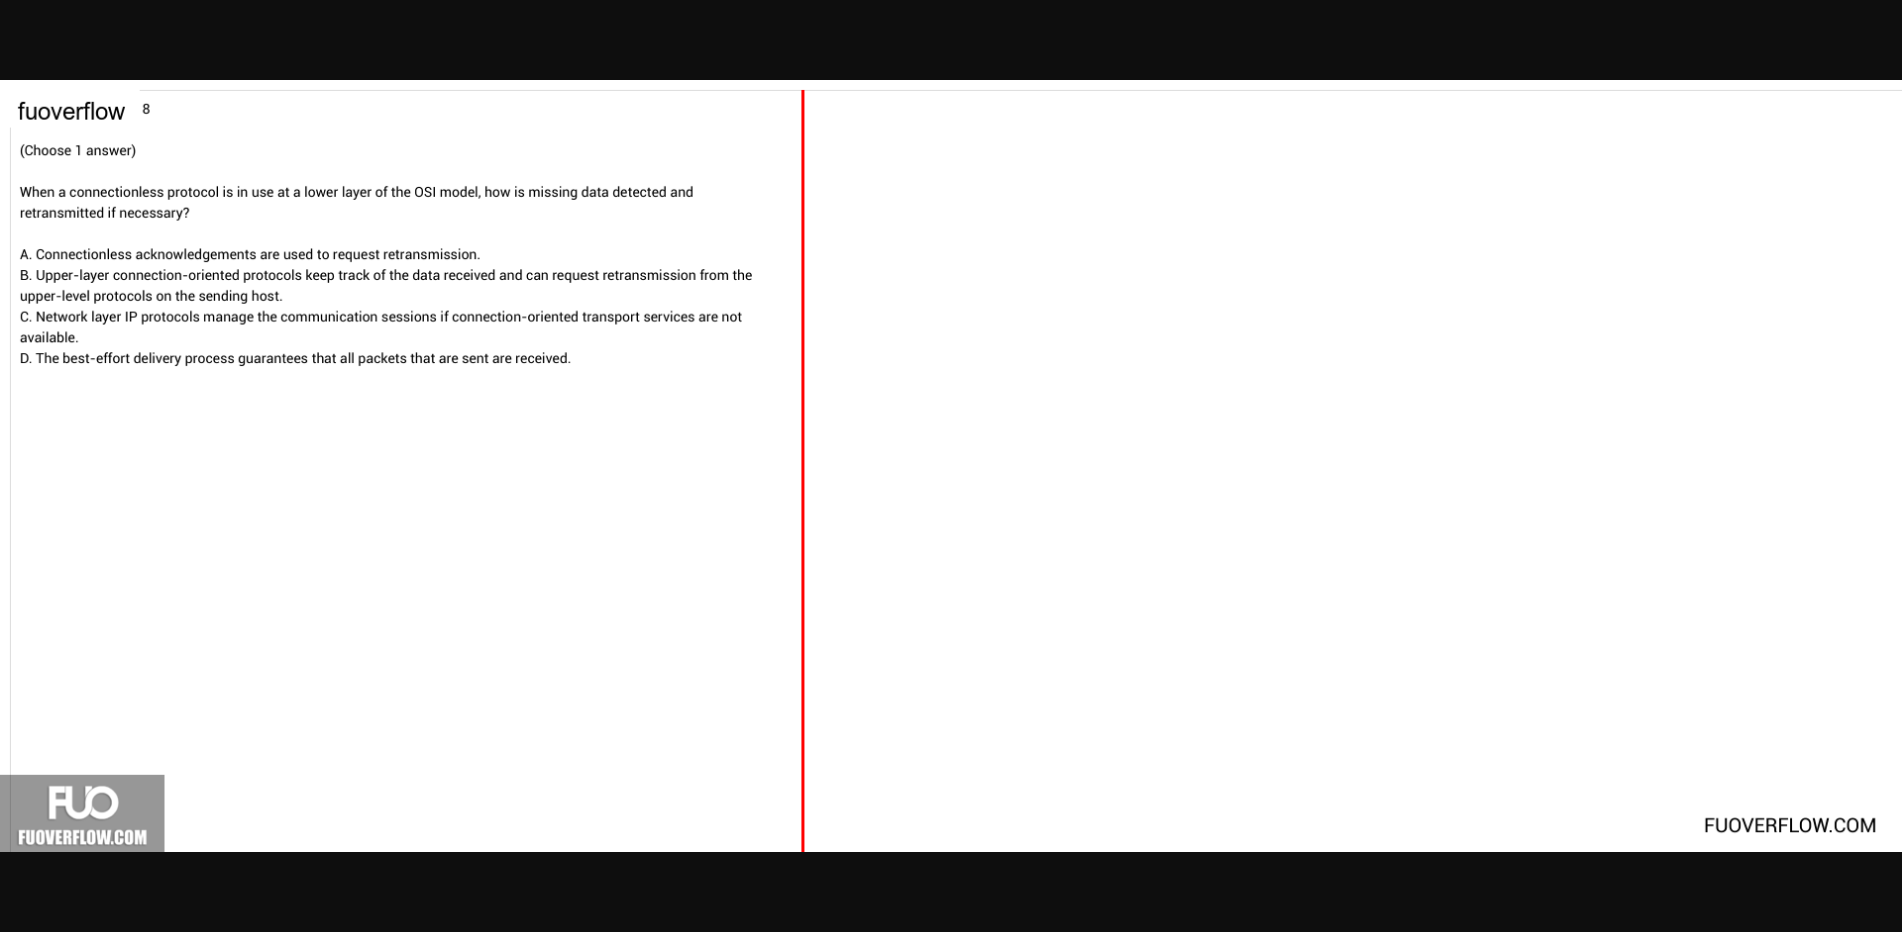 fuoverflow 8
(Choose 1 answer)
When a connectionless protocol is in use at a lower layer of the OSI model, how is missing data detected and
retransmitted if necessary?
A. Connectionless acknowledgements are used to request retransmission.
B. Upper-layer connection-oriented protocols keep track of the data received and can request retransmission from the
upper-level protocols on the sending host.
C. Network layer IP protocols manage the communication sessions if connection-oriented transport services are not
available.
D. The best-effort delivery process guarantees that all packets that are sent are received.
FUO
FUOVERFLOW.COM
FUOVERFLOW.COM